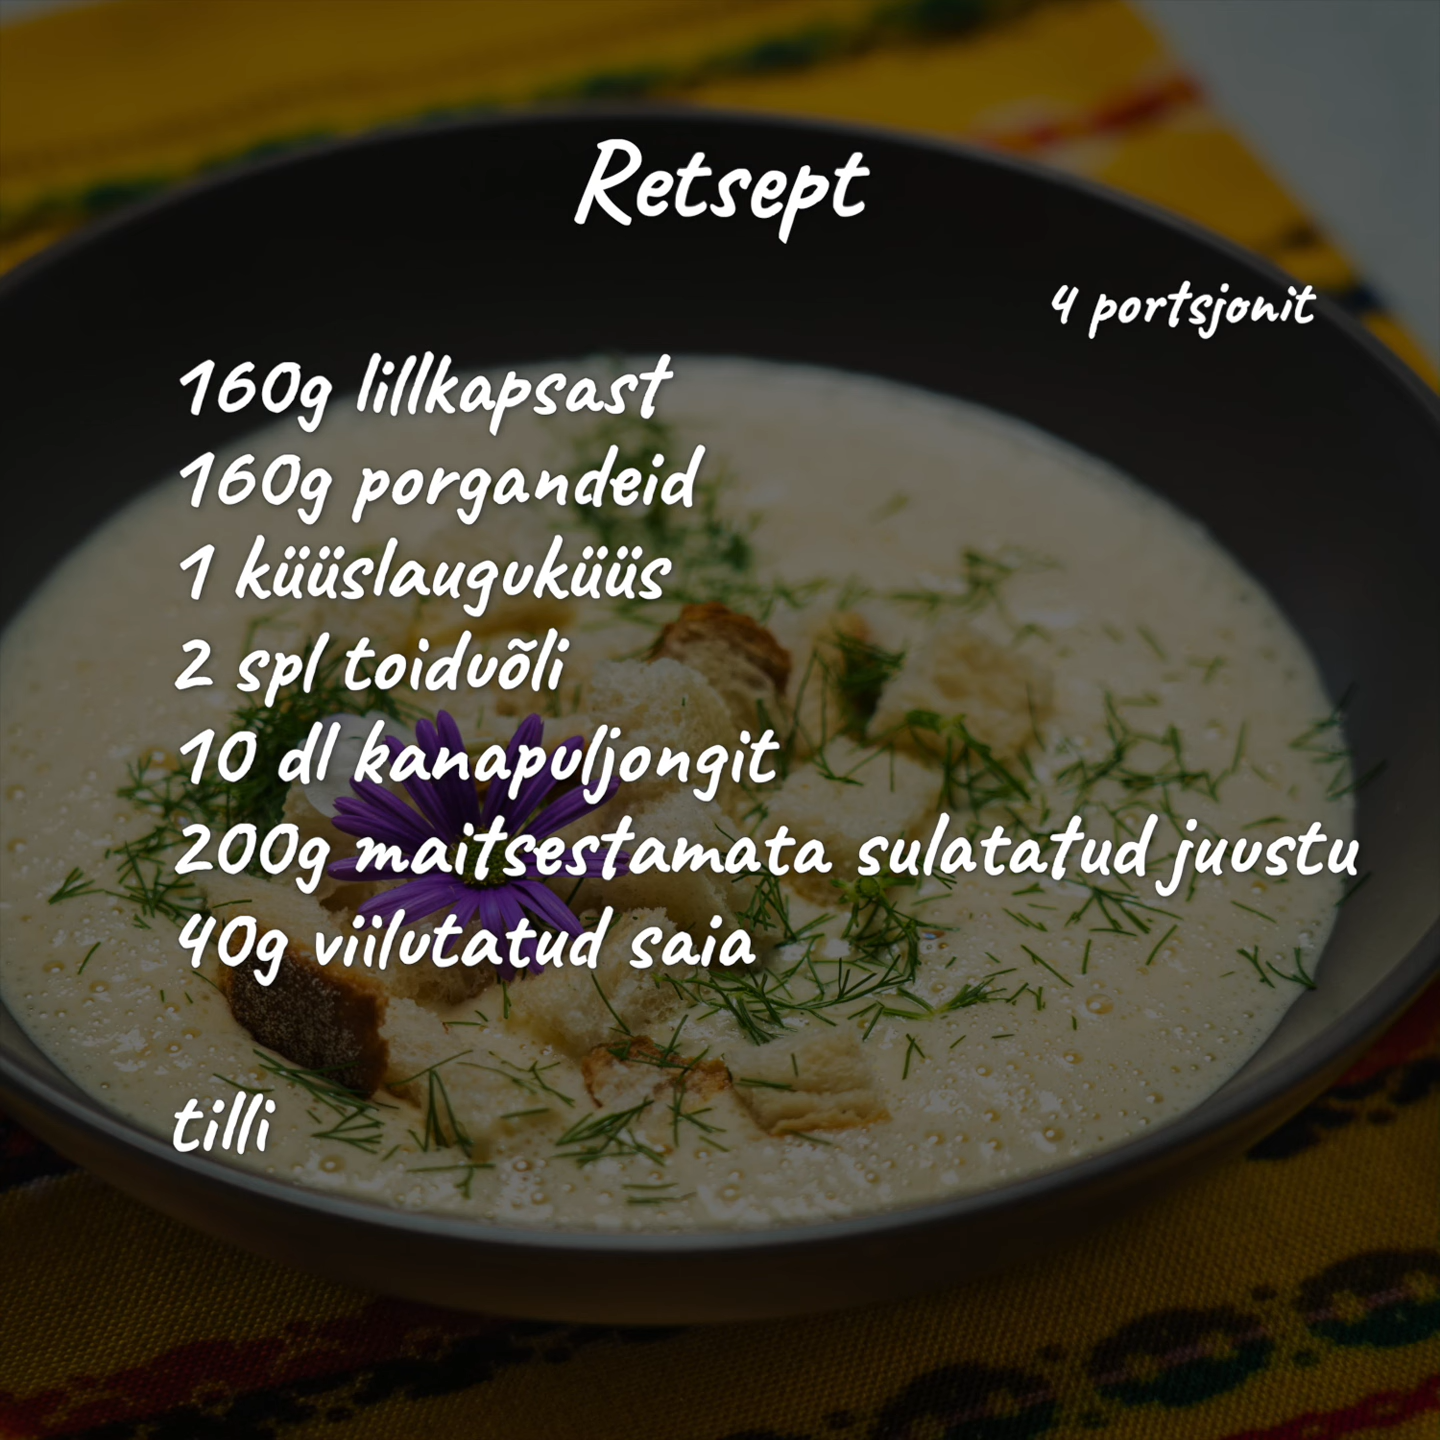 Retsept
4 portsjonit
160g lillkapsast
160g porgandeid
1 küüslauguküüs
2 spl toiduõli
10 dl kanapuljongit
200g maitsestamata sulatatud juustu
40g viilutatud saia
tilli